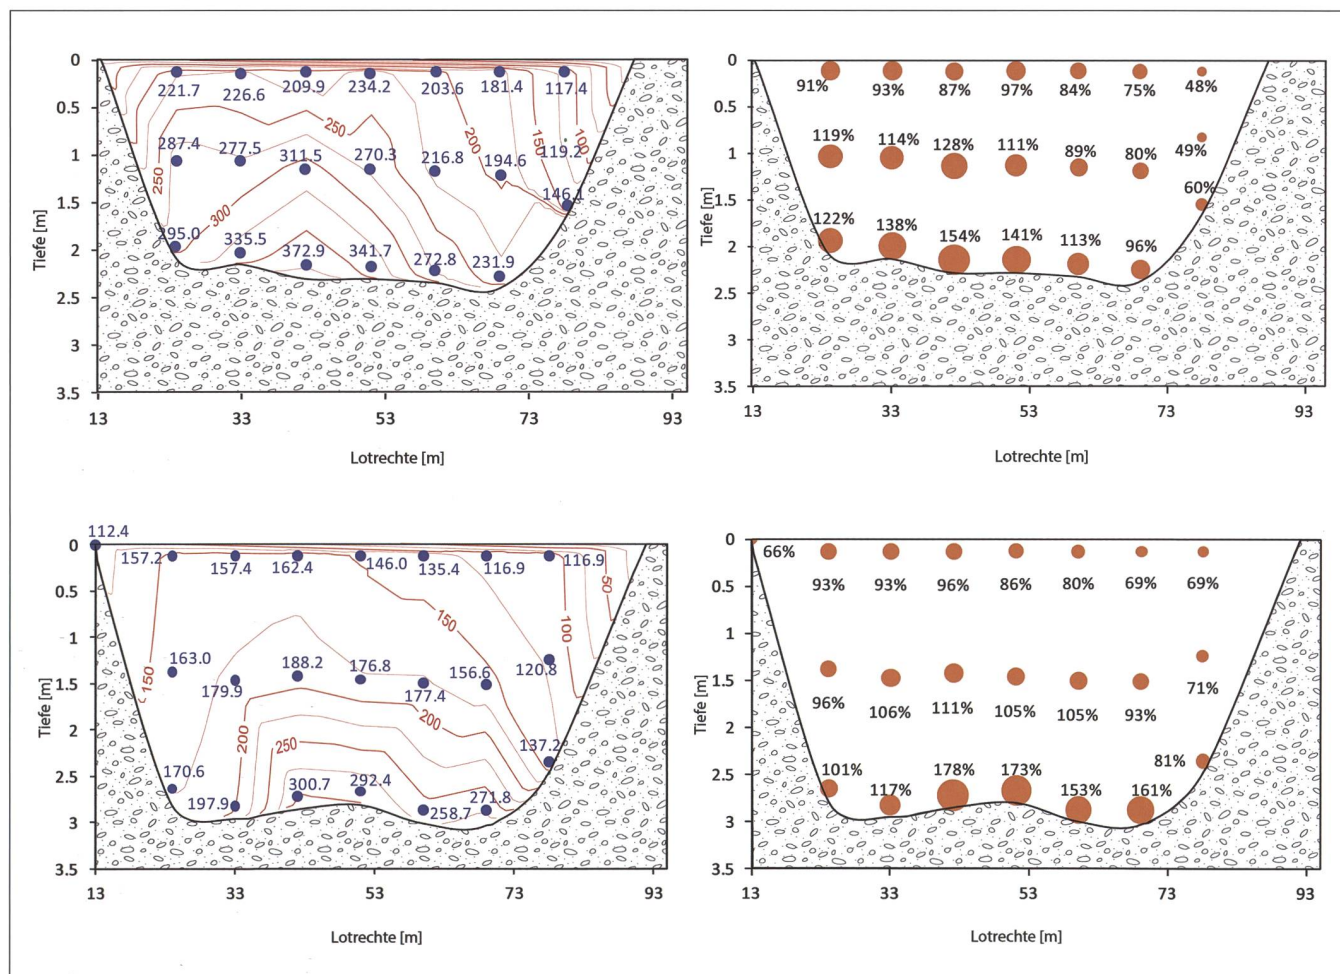 0
0.5
1
1.5
2
2.5
3
3.5
Tiefe [m]
221.7 226.6 209.9 234.2 203.6 181.4 117.4
287.4 277.5 311.5 270.3 216.8 194.6 119.2
295.0 335.5 372.9 341.7 272.8 231.9 146.1
250 200 150 100
250
300
13 33 53 73 93
Lotrechte [m]
0
0.5
1
1.5
2
2.5
3
3.5
Tiefe [m]
91% 93% 87% 97% 84% 75% 48%
119% 114% 128% 111% 89% 80% 49%
122% 138% 154% 141% 113% 96% 60%
13 33 53 73 93
Lotrechte [m]
0
0.5
1
1.5
2
2.5
3
3.5
Tiefe [m]
112.4
157.2 157.4 162.4 146.0 135.4 116.9 116.9
163.0 179.9 188.2 176.8 177.4 156.6 120.8
170.6 197.9 300.7 292.4 258.7 271.8 137.2
50
150 100
150
200 200
250
13 33 53 73 93
Lotrechte [m]
0
0.5
1
1.5
2
2.5
3
3.5
Tiefe [m]
66%
93% 93% 96% 86% 80% 69% 69%
96% 106% 111% 105% 105% 93% 71%
101% 117% 178% 173% 153% 161% 81%
13 33 53 73 93
Lotrechte [m]